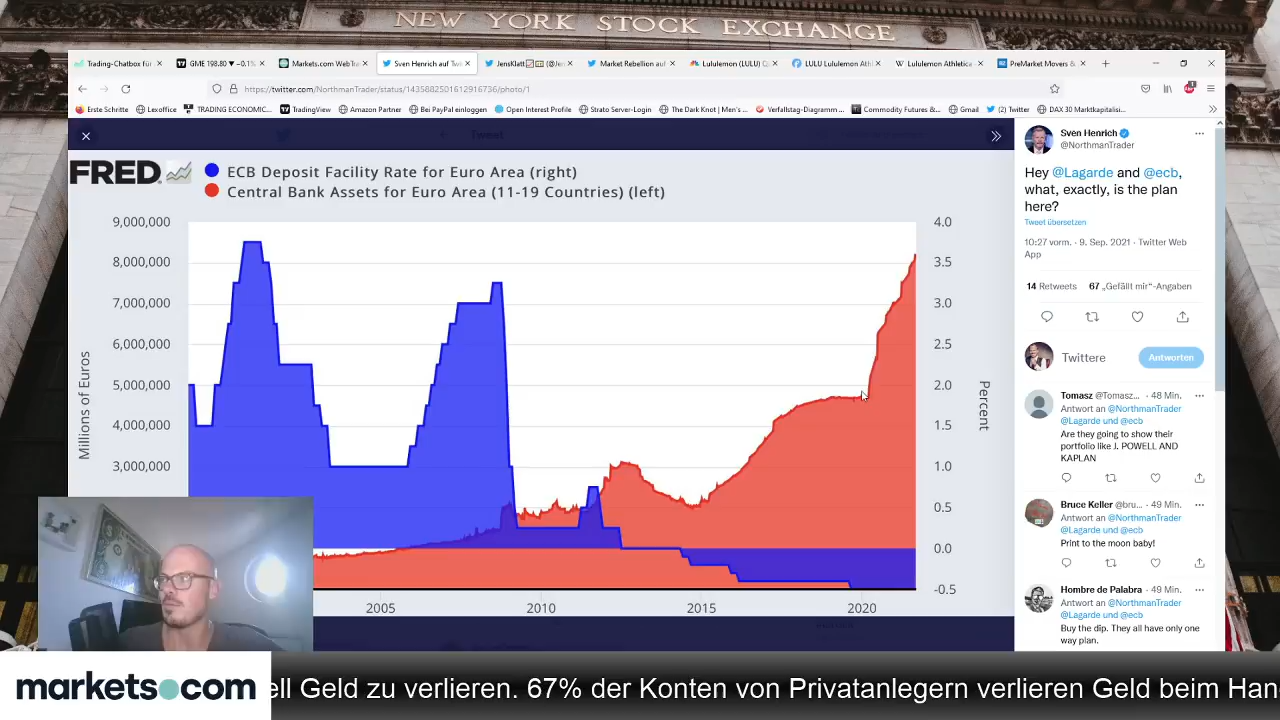 NEW YORK STOCK EXCHANGE
Trading-Chatbox für
GME 198.80 ▼ −0.1%
Markets.com WebTra
Sven Henrich auf Twi
JensKlatt
Market Rebellion auf
Lululemon (LULU) Q
LULU Lululemon Athl
Lululemon Athletica
PreMarket Movers &
https://twitter.com/NorthmanTrader/status/1435882501612916736/photo/1
Erste Schritte
Lexoffice
TRADING ECONOMIC...
TradingView
Amazon Partner
Bei PayPal einloggen
Open Interest Profile
Strato Server-Login
The Dark Knot | Men's ...
Verfallstag-Diagramm ...
Commodity Futures &...
Gmail
(2) Twitter
DAX 30 Marktkapitalisi...
Tweet
FRED
ECB Deposit Facility Rate for Euro Area (right)
Central Bank Assets for Euro Area (11-19 Countries) (left)
9,000,000
8,000,000
7,000,000
6,000,000
5,000,000
4,000,000
3,000,000
Millions of Euros
4.0
3.5
3.0
2.5
2.0
1.5
1.0
0.5
0.0
-0.5
Percent
2005
2010
2015
2020
Sven Henrich
@NorthmanTrader
Hey @Lagarde and @ecb,
what, exactly, is the plan
here?
Tweet übersetzen
10:27 vorm. · 9. Sep. 2021 · Twitter Web
App
14 Retweets 67 „Gefällt mir“-Angaben
Twittere
Antworten
Tomasz @Tomasz... · 48 Min.
Antwort an @NorthmanTrader
@Lagarde und @ecb
Are they going to show their
portfolio like J. POWELL AND
KAPLAN
Bruce Keller @bru... · 49 Min.
Antwort an @NorthmanTrader
@Lagarde und @ecb
Print to the moon baby!
Hombre de Palabra · 49 Min.
Antwort an @NorthmanTrader
@Lagarde und @ecb
Buy the dip. They all have only one
way plan.
markets.com
ell Geld zu verlieren. 67% der Konten von Privatanlegern verlieren Geld beim Han